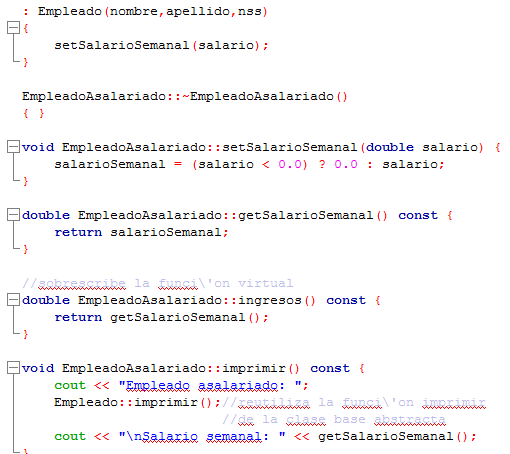 : Empleado(nombre,apellido,nss)
{
setSalarioSemanal(salario);
}
EmpleadoAsalariado::~EmpleadoAsalariado()
{ }
void EmpleadoAsalariado::setSalarioSemanal(double salario) {
salarioSemanal = (salario < 0.0) ? 0.0 : salario;
}
double EmpleadoAsalariado::getSalarioSemanal() const {
return salarioSemanal;
}
//sobrescribe la funci\'on virtual
double EmpleadoAsalariado::ingresos() const {
return getSalarioSemanal();
}
void EmpleadoAsalariado::imprimir() const {
cout << "Empleado asalariado: ";
Empleado::imprimir();//reutiliza la funci\'on imprimir
//de la clase base abstracta
cout << "\nSalario semanal: " << getSalarioSemanal();
}